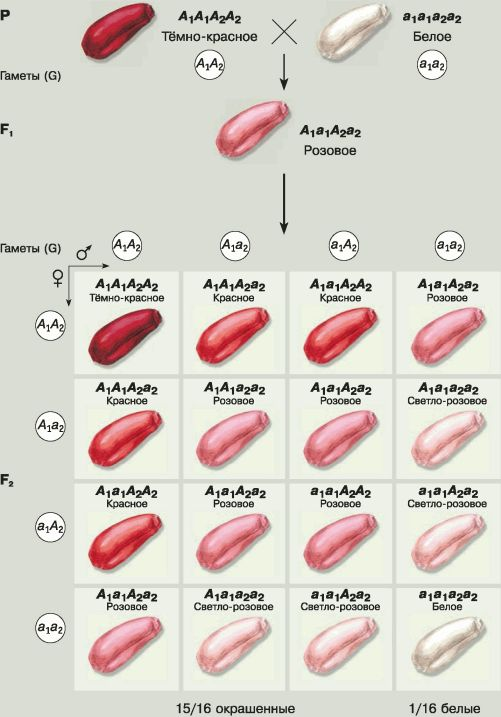 P
A₁A₁A₂A₂
a₁a₁a₂a₂
Тёмно-красное
Белое
Гаметы (G)
A₁A₂
a₁a₂
F₁
A₁a₁A₂a₂
Розовое
Гаметы (G)
♂
♀
A₁A₂ A₁a₂ a₁A₂ a₁a₂
A₁A₂
A₁A₁A₂A₂ A₁A₁A₂a₂ A₁a₁A₂A₂ A₁a₁A₂a₂
Тёмно-красное Красное Красное Розовое
A₁a₂
A₁A₁A₂a₂ A₁A₁a₂a₂ A₁a₁A₂a₂ A₁a₁a₂a₂
Красное Розовое Розовое Светло-розовое
F₂
a₁A₂
A₁a₁A₂A₂ A₁a₁A₂a₂ a₁a₁A₂A₂ a₁a₁A₂a₂
Красное Розовое Розовое Светло-розовое
a₁a₂
A₁a₁A₂a₂ A₁a₁a₂a₂ a₁a₁A₂a₂ a₁a₁a₂a₂
Розовое Светло-розовое Светло-розовое Белое
15/16 окрашенные 1/16 белые